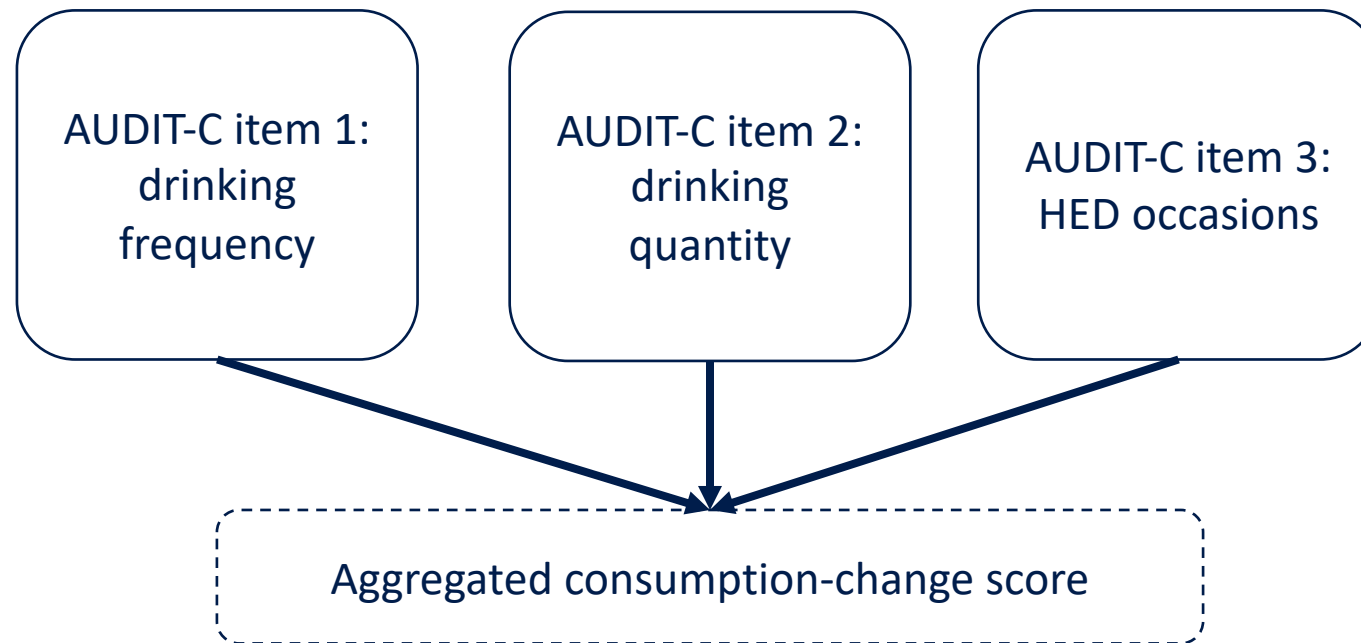 AUDIT-C item 1:
drinking
frequency
AUDIT-C item 2:
drinking
quantity
AUDIT-C item 3:
HED occasions
Aggregated consumption-change score